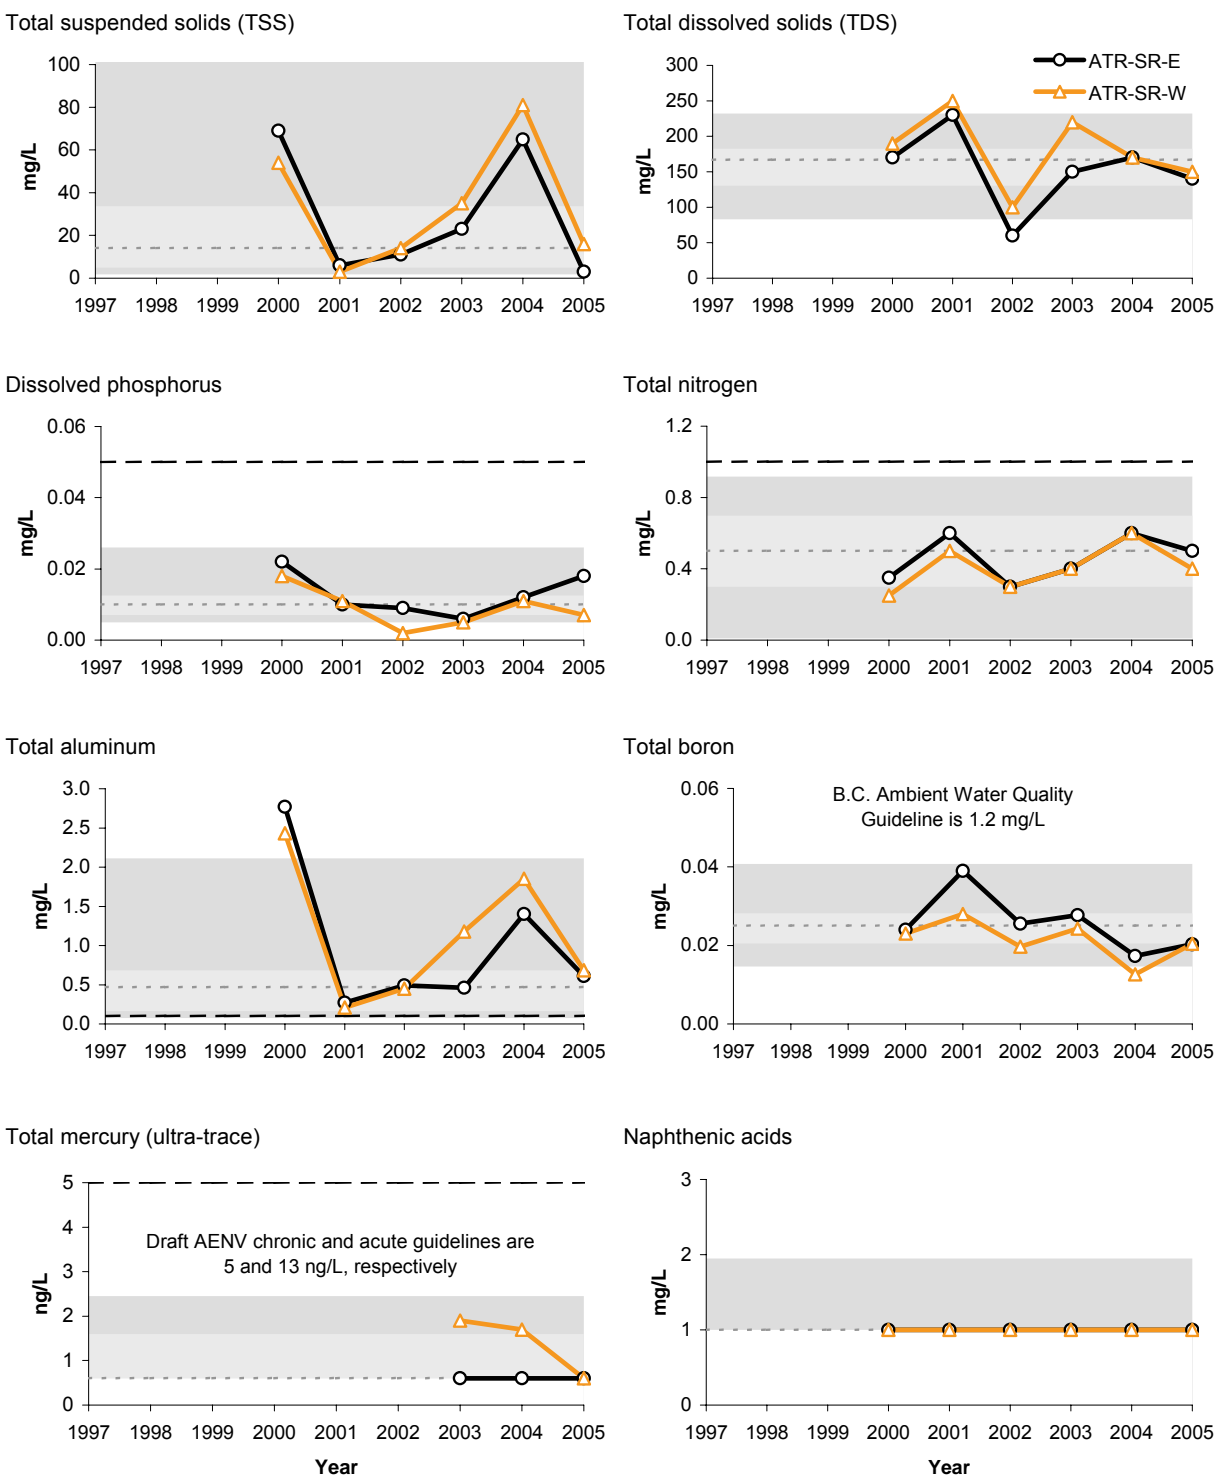 Total suspended solids (TSS)
mg/L
100
80
60
40
20
0
1997 1998 1999 2000 2001 2002 2003 2004 2005
Total dissolved solids (TDS)
mg/L
300
250
200
150
100
50
0
ATR-SR-E
ATR-SR-W
1997 1998 1999 2000 2001 2002 2003 2004 2005
Dissolved phosphorus
mg/L
0.06
0.04
0.02
0.00
1997 1998 1999 2000 2001 2002 2003 2004 2005
Total nitrogen
mg/L
1.2
0.8
0.4
0.0
1997 1998 1999 2000 2001 2002 2003 2004 2005
Total aluminum
mg/L
3.0
2.5
2.0
1.5
1.0
0.5
0.0
1997 1998 1999 2000 2001 2002 2003 2004 2005
Total boron
mg/L
0.06
0.04
0.02
0.00
B.C. Ambient Water Quality
Guideline is 1.2 mg/L
1997 1998 1999 2000 2001 2002 2003 2004 2005
Total mercury (ultra-trace)
ng/L
5
4
3
2
1
0
Draft AENV chronic and acute guidelines are
5 and 13 ng/L, respectively
1997 1998 1999 2000 2001 2002 2003 2004 2005
Year
Naphthenic acids
mg/L
3
2
1
0
1997 1998 1999 2000 2001 2002 2003 2004 2005
Year